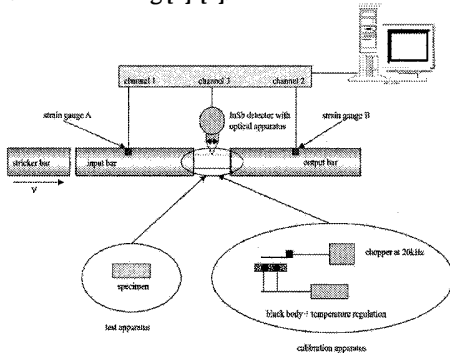 channel 1 channel 3 channel 2
strain gauge A
InSb detector with
optical apparatus
strain gauge B
stricker bar
input bar
output bar
V
specimen
test apparatus
chopper at 20kHz
black body + temperature regulation
calibration apparatus